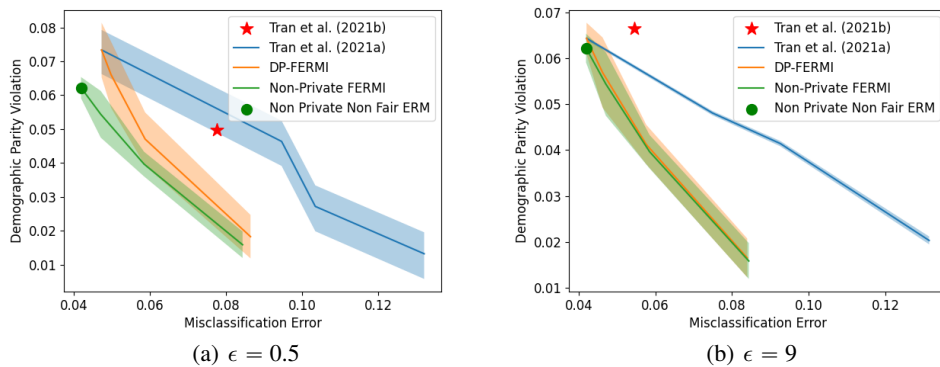 Demographic Parity Violation
0.08
0.07
0.06
0.05
0.04
0.03
0.02
0.01
Tran et al. (2021b)
Tran et al. (2021a)
DP-FERMI
Non-Private FERMI
Non Private Non Fair ERM
0.04 0.06 0.08 0.10 0.12
Misclassification Error
(a) ϵ = 0.5
Demographic Parity Violation
0.07
0.06
0.05
0.04
0.03
0.02
0.01
Tran et al. (2021b)
Tran et al. (2021a)
DP-FERMI
Non-Private FERMI
Non Private Non Fair ERM
0.04 0.06 0.08 0.10 0.12
Misclassification Error
(b) ϵ = 9